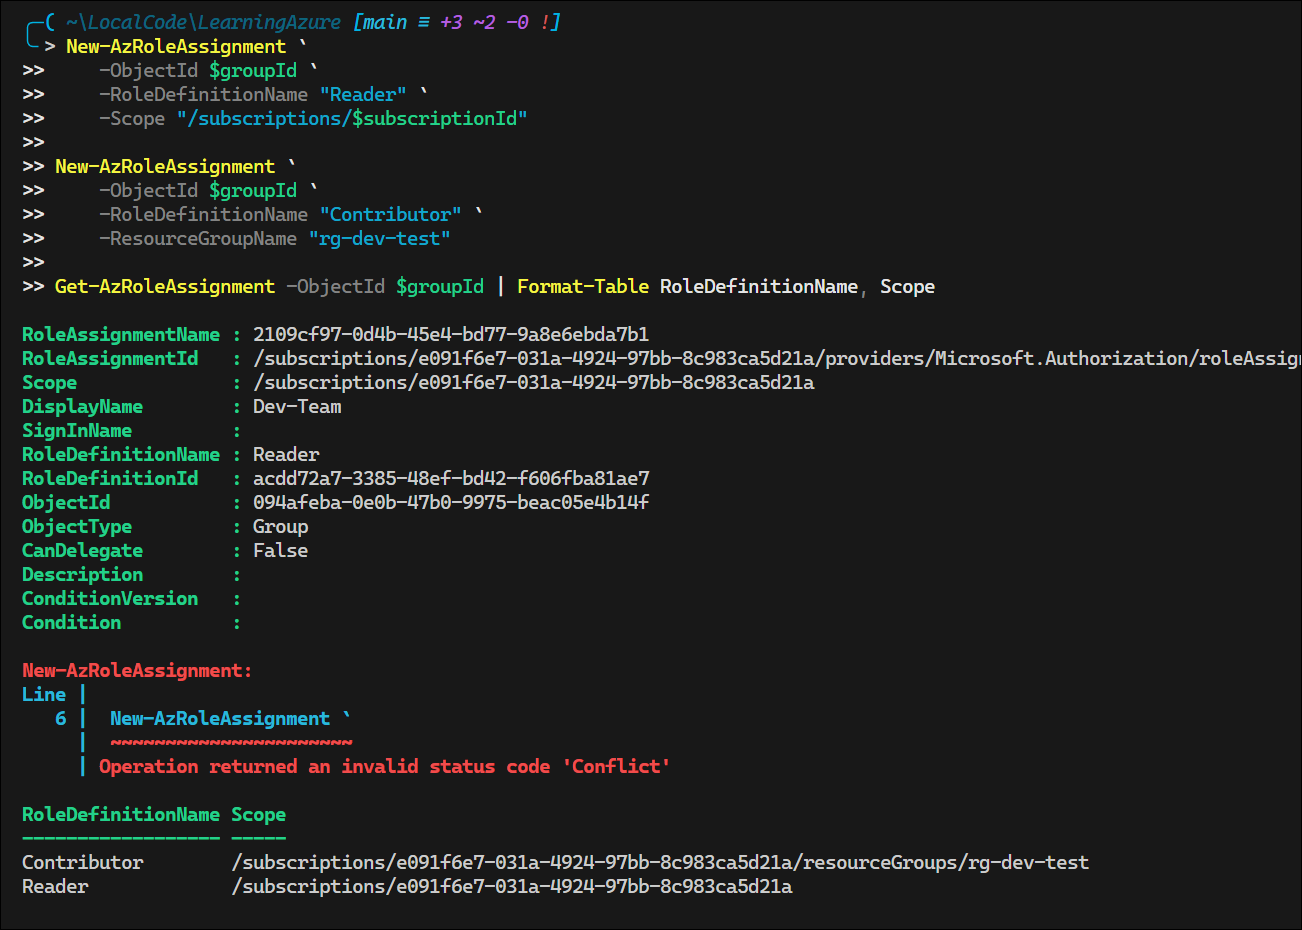 ( ~\LocalCode\LearningAzure [main ≡ +3 ~2 -0 !]
> New-AzRoleAssignment `
>>     -ObjectId $groupId `
>>     -RoleDefinitionName "Reader" `
>>     -Scope "/subscriptions/$subscriptionId"
>>
>> New-AzRoleAssignment `
>>     -ObjectId $groupId `
>>     -RoleDefinitionName "Contributor" `
>>     -ResourceGroupName "rg-dev-test"
>>
>> Get-AzRoleAssignment -ObjectId $groupId | Format-Table RoleDefinitionName, Scope
RoleAssignmentName : 2109cf97-0d4b-45e4-bd77-9a8e6ebda7b1
RoleAssignmentId   : /subscriptions/e091f6e7-031a-4924-97bb-8c983ca5d21a/providers/Microsoft.Authorization/roleAssign
Scope              : /subscriptions/e091f6e7-031a-4924-97bb-8c983ca5d21a
DisplayName        : Dev-Team
SignInName         :
RoleDefinitionName : Reader
RoleDefinitionId   : acdd72a7-3385-48ef-bd42-f606fba81ae7
ObjectId           : 094afeba-0e0b-47b0-9975-beac05e4b14f
ObjectType         : Group
CanDelegate        : False
Description        :
ConditionVersion   :
Condition          :
New-AzRoleAssignment:
Line |
   6 |  New-AzRoleAssignment `
     |  ~~~~~~~~~~~~~~~~~~~~~~
     | Operation returned an invalid status code 'Conflict'
RoleDefinitionName Scope
------------------ -----
Contributor        /subscriptions/e091f6e7-031a-4924-97bb-8c983ca5d21a/resourceGroups/rg-dev-test
Reader             /subscriptions/e091f6e7-031a-4924-97bb-8c983ca5d21a